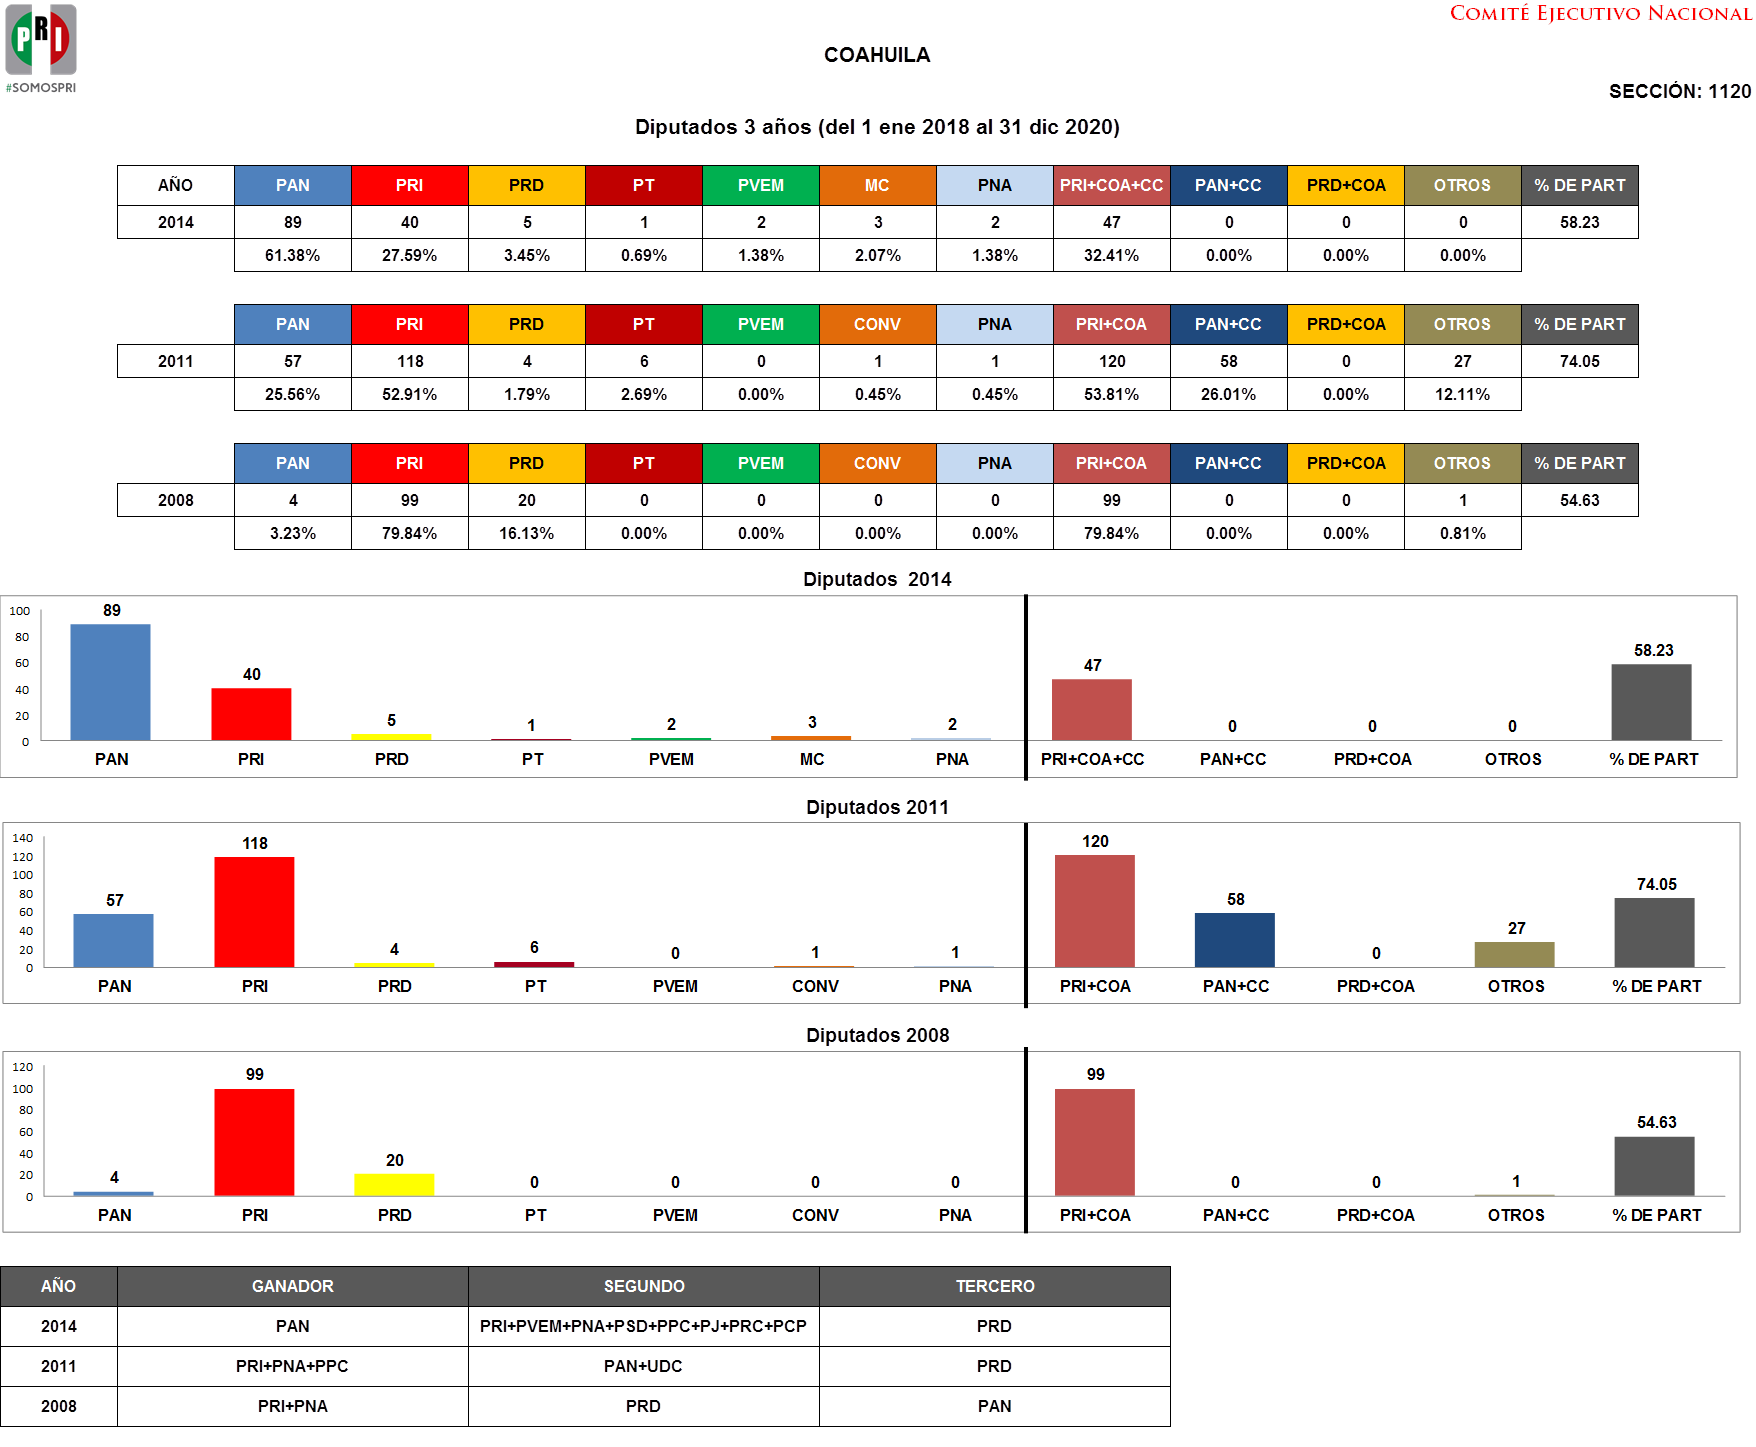 COMITÉ EJECUTIVO NACIONAL
PRI
#SOMOSPRI
COAHUILA
SECCIÓN: 1120
Diputados 3 años (del 1 ene 2018 al 31 dic 2020)
AÑO PAN PRI PRD PT PVEM MC PNA PRI+COA+CC PAN+CC PRD+COA OTROS % DE PART
2014 89 40 5 1 2 3 2 47 0 0 0 58.23
61.38% 27.59% 3.45% 0.69% 1.38% 2.07% 1.38% 32.41% 0.00% 0.00% 0.00%
PAN PRI PRD PT PVEM CONV PNA PRI+COA PAN+CC PRD+COA OTROS % DE PART
2011 57 118 4 6 0 1 1 120 58 0 27 74.05
25.56% 52.91% 1.79% 2.69% 0.00% 0.45% 0.45% 53.81% 26.01% 0.00% 12.11%
PAN PRI PRD PT PVEM CONV PNA PRI+COA PAN+CC PRD+COA OTROS % DE PART
2008 4 99 20 0 0 0 0 99 0 0 1 54.63
3.23% 79.84% 16.13% 0.00% 0.00% 0.00% 0.00% 79.84% 0.00% 0.00% 0.81%
Diputados 2014
100
80
60
40
20
0
89 40 5 1 2 3 2 47 0 0 0 58.23
PAN PRI PRD PT PVEM MC PNA PRI+COA+CC PAN+CC PRD+COA OTROS % DE PART
Diputados 2011
140
120
100
80
60
40
20
0
57 118 4 6 0 1 1 120 58 0 27 74.05
PAN PRI PRD PT PVEM CONV PNA PRI+COA PAN+CC PRD+COA OTROS % DE PART
Diputados 2008
120
100
80
60
40
20
0
4 99 20 0 0 0 0 99 0 0 1 54.63
PAN PRI PRD PT PVEM CONV PNA PRI+COA PAN+CC PRD+COA OTROS % DE PART
AÑO GANADOR SEGUNDO TERCERO
2014 PAN PRI+PVEM+PNA+PSD+PPC+PJ+PRC+PCP PRD
2011 PRI+PNA+PPC PAN+UDC PRD
2008 PRI+PNA PRD PAN